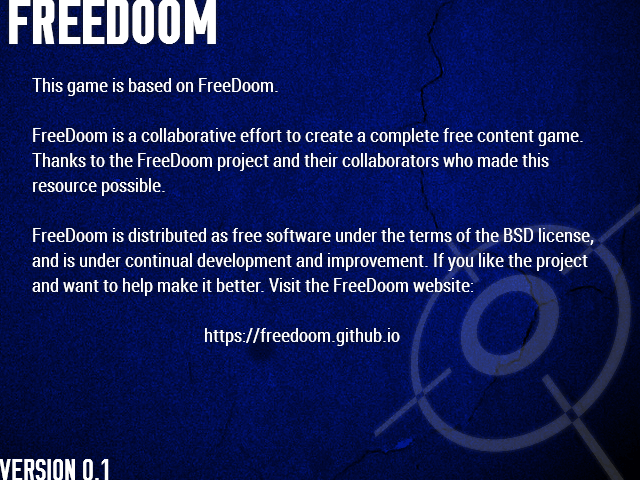 FREEDOOM
This game is based on FreeDoom.
FreeDoom is a collaborative effort to create a complete free content game.
Thanks to the FreeDoom project and their collaborators who made this
resource possible.
FreeDoom is distributed as free software under the terms of the BSD license,
and is under continual development and improvement. If you like the project
and want to help make it better. Visit the FreeDoom website:
https://freedoom.github.io
VERSION 0.1